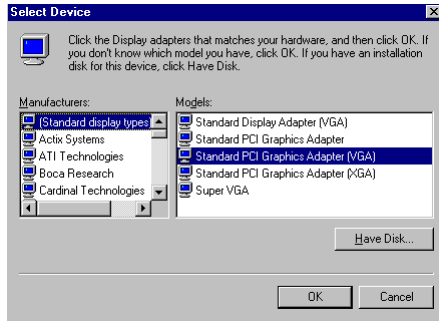 Select Device
Click the Display adapters that matches your hardware, and then click OK. If
you don't know which model you have, click OK. If you have an installation
disk for this device, click Have Disk.
Manufacturers:
(Standard display types)
Actix Systems
ATI Technologies
Boca Research
Cardinal Technologies
Models:
Standard Display Adapter (VGA)
Standard PCI Graphics Adapter
Standard PCI Graphics Adapter (VGA)
Standard PCI Graphics Adapter (XGA)
Super VGA
Have Disk...
OK
Cancel